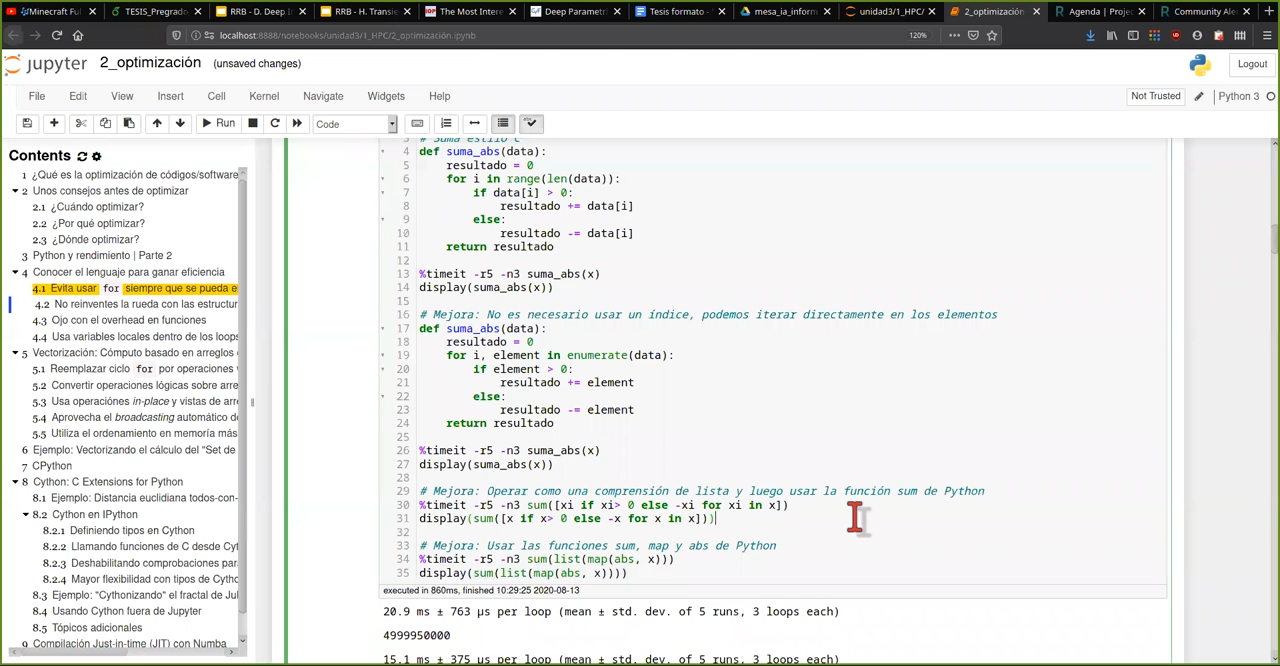 Minecraft Ful
TESIS_Pregrado
RRB - D. Deep I
RRB - H. Transie
The Most Intere
Deep Parametri
Tesis formato -
mesa_ia_inform
unidad3/1_HPC/
2_optimización
Agenda | Projec
Community Ale
localhost:8888/notebooks/unidad3/1_HPC/2_optimización.ipynb
120%
jupyter 2_optimización (unsaved changes)
Logout
File Edit View Insert Cell Kernel Navigate Widgets Help
Not Trusted
Python 3
Run
Code
Contents
1 ¿Qué es la optimización de códigos/software
2 Unos consejos antes de optimizar
2.1 ¿Cuándo optimizar?
2.2 ¿Por qué optimizar?
2.3 ¿Dónde optimizar?
3 Python y rendimiento | Parte 2
4 Conocer el lenguaje para ganar eficiencia
4.1 Evita usar for siempre que se pueda e
4.2 No reinventes la rueda con las estructur
4.3 Ojo con el overhead en funciones
4.4 Usa variables locales dentro de los loops
5 Vectorización: Cómputo basado en arreglos
5.1 Reemplazar ciclo for por operaciones
5.2 Convertir operaciones lógicas sobre arre
5.3 Usa operaciónes in-place y vistas de arr
5.4 Aprovecha el broadcasting automático de
5.5 Utiliza el ordenamiento en memoría más
6 Ejemplo: Vectorizando el cálculo del "Set de
7 CPython
8 Cython: C Extensions for Python
8.1 Ejemplo: Distancia euclidiana todos-con-
8.2 Cython en IPython
8.2.1 Definiendo tipos en Cython
8.2.2 Llamando funciones de C desde Cyt
8.2.3 Deshabilitando comprobaciones para
8.2.4 Mayor flexibilidad con tipos de Cytho
8.3 Ejemplo: "Cythonizando" el fractal de Jul
8.4 Usando Cython fuera de Jupyter
8.5 Tópicos adicionales
9 Compilación Just-in-time (JIT) con Numba
3 # Suma estilo C
4 def suma_abs(data):
5 resultado = 0
6 for i in range(len(data)):
7 if data[i] > 0:
8 resultado += data[i]
9 else:
10 resultado -= data[i]
11 return resultado
12
13 %timeit -r5 -n3 suma_abs(x)
14 display(suma_abs(x))
15
16 # Mejora: No es necesario usar un índice, podemos iterar directamente en los elementos
17 def suma_abs(data):
18 resultado = 0
19 for i, element in enumerate(data):
20 if element > 0:
21 resultado += element
22 else:
23 resultado -= element
24 return resultado
25
26 %timeit -r5 -n3 suma_abs(x)
27 display(suma_abs(x))
28
29 # Mejora: Operar como una comprensión de lista y luego usar la función sum de Python
30 %timeit -r5 -n3 sum([xi if xi> 0 else -xi for xi in x])
31 display(sum([x if x> 0 else -x for x in x]))
32
33 # Mejora: Usar las funciones sum, map y abs de Python
34 %timeit -r5 -n3 sum(list(map(abs, x)))
35 display(sum(list(map(abs, x))))
executed in 860ms, finished 10:29:25 2020-08-13
20.9 ms ± 763 µs per loop (mean ± std. dev. of 5 runs, 3 loops each)
4999950000
15.1 ms ± 375 µs per loop (mean ± std. dev. of 5 runs, 3 loops each)